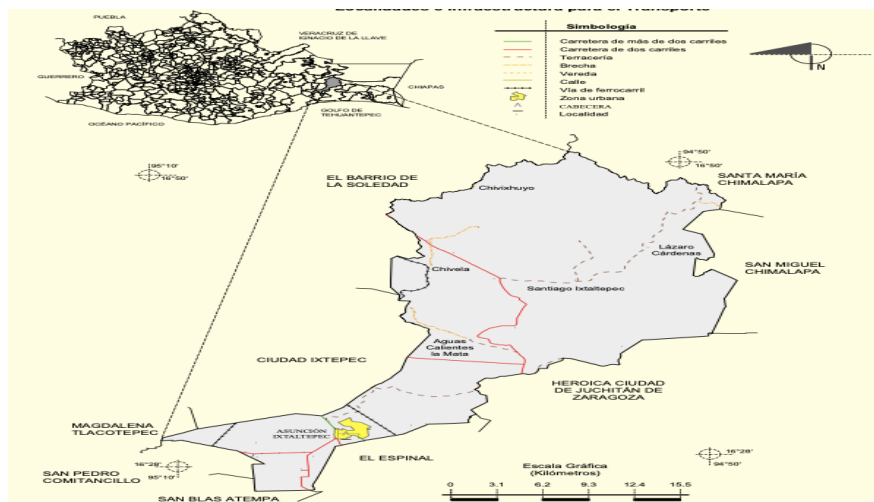 Localidades e Infraestructura para el Transporte
PUEBLA
VERACRUZ DE
IGNACIO DE LA LLAVE
GUERRERO
CHIAPAS
GOLFO DE
TEHUANTEPEC
OCÉANO PACÍFICO
Simbología
Carretera de más de dos carriles
Carretera de dos carriles
Terracería
Brecha
Vereda
Calle
Vía de ferrocarril
Zona urbana
CABECERA
Localidad
N
95°10'
16°50'
94°50'
16°50'
EL BARRIO DE
LA SOLEDAD
SANTA MARÍA
CHIMALAPA
Chivixhuyo
Lázaro
Cárdenas
SAN MIGUEL
CHIMALAPA
Chivela
Santiago Ixtaltepec
Aguas
Calientes
la Mata
CIUDAD IXTEPEC
HEROICA CIUDAD
DE JUCHITÁN DE
ZARAGOZA
MAGDALENA
TLACOTEPEC
ASUNCIÓN
IXTALTEPEC
EL ESPINAL
SAN PEDRO
COMITANCILLO
16°28'
95°10'
16°28'
94°50'
SAN BLAS ATEMPA
Escala Gráfica
(Kilómetros)
0 3.1 6.2 9.3 12.4 15.5